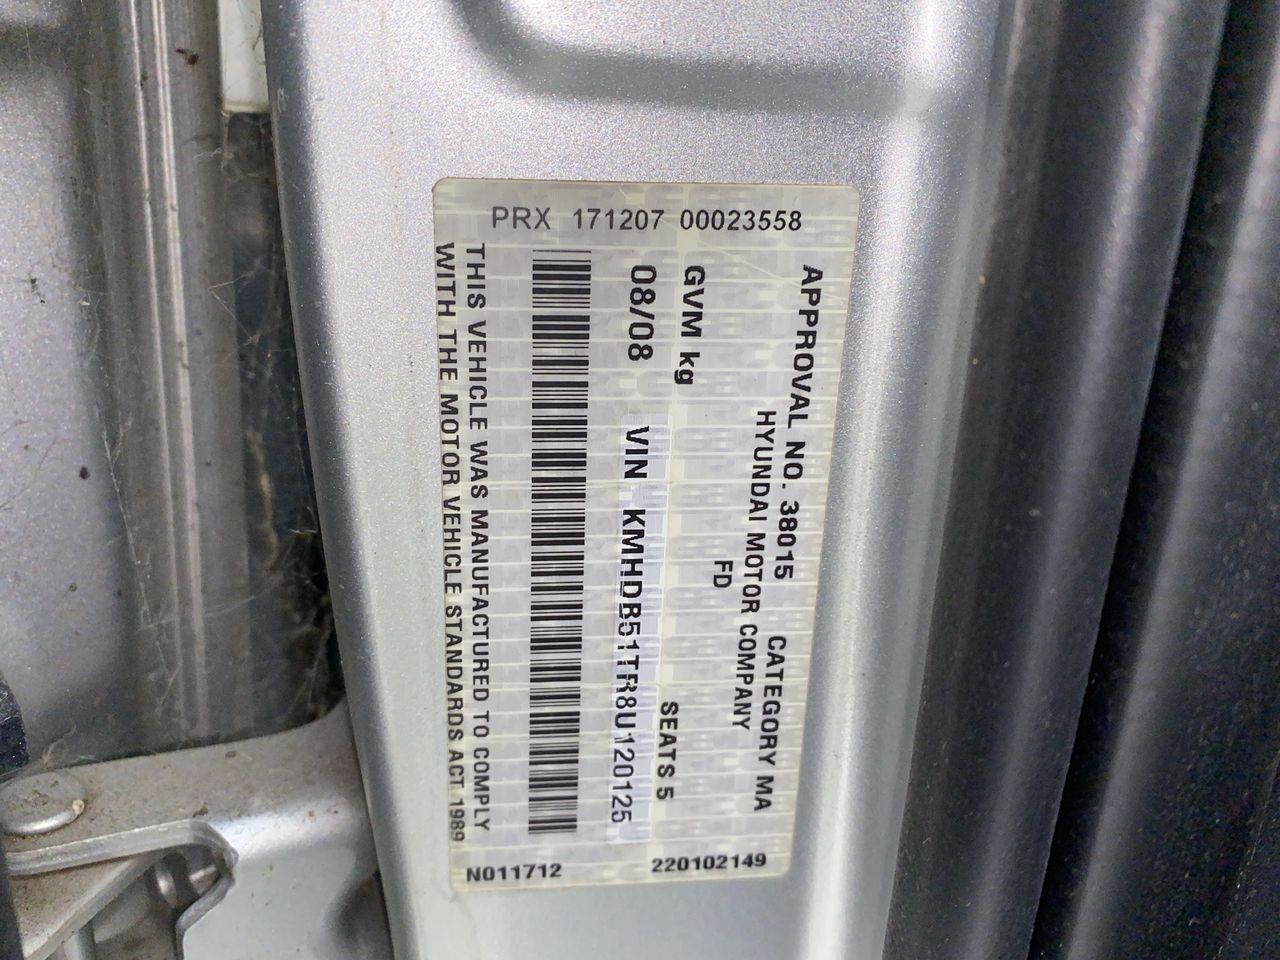 PRX 171207 00023558
APPROVAL NO. 38015 CATEGORY MA
HYUNDAI MOTOR COMPANY
FD
GVM kg SEATS 5
08/08 VIN KMHDB51TR8U120125
THIS VEHICLE WAS MANUFACTURED TO COMPLY
WITH THE MOTOR VEHICLE STANDARDS ACT 1989
N011712 220102149